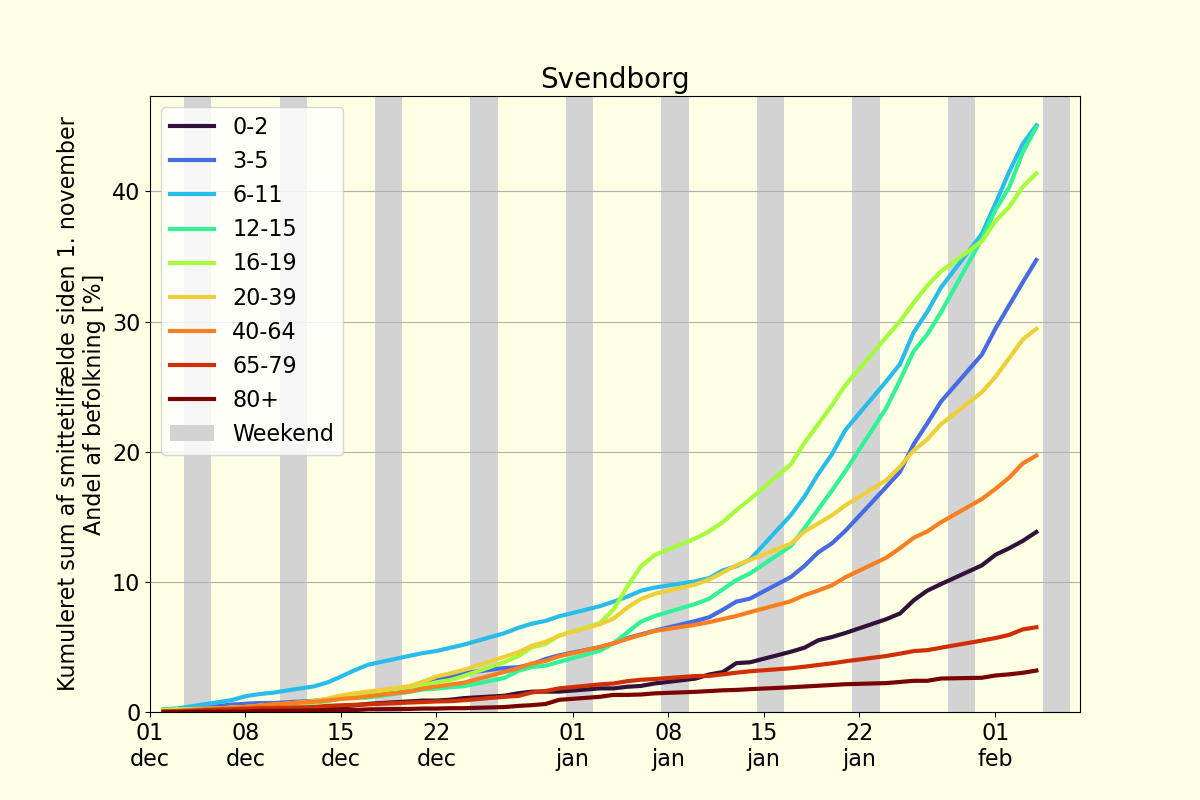 Svendborg
Kumuleret sum af smittetilfælde siden 1. november
Andel af befolkning [%]
40
30
20
10
0
0-2
3-5
6-11
12-15
16-19
20-39
40-64
65-79
80+
Weekend
01 08 15 22 01 08 15 22 01
dec dec dec dec jan jan jan jan feb